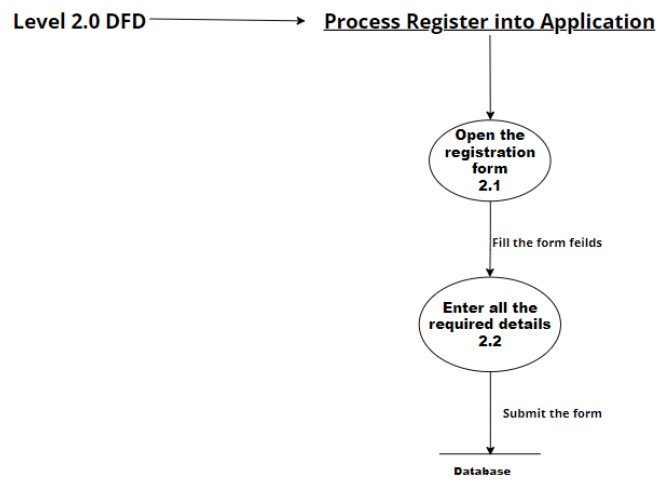 Level 2.0 DFD
Process Register into Application
Open the
registration
form
2.1
Fill the form feilds
Enter all the
required details
2.2
Submit the form
Database